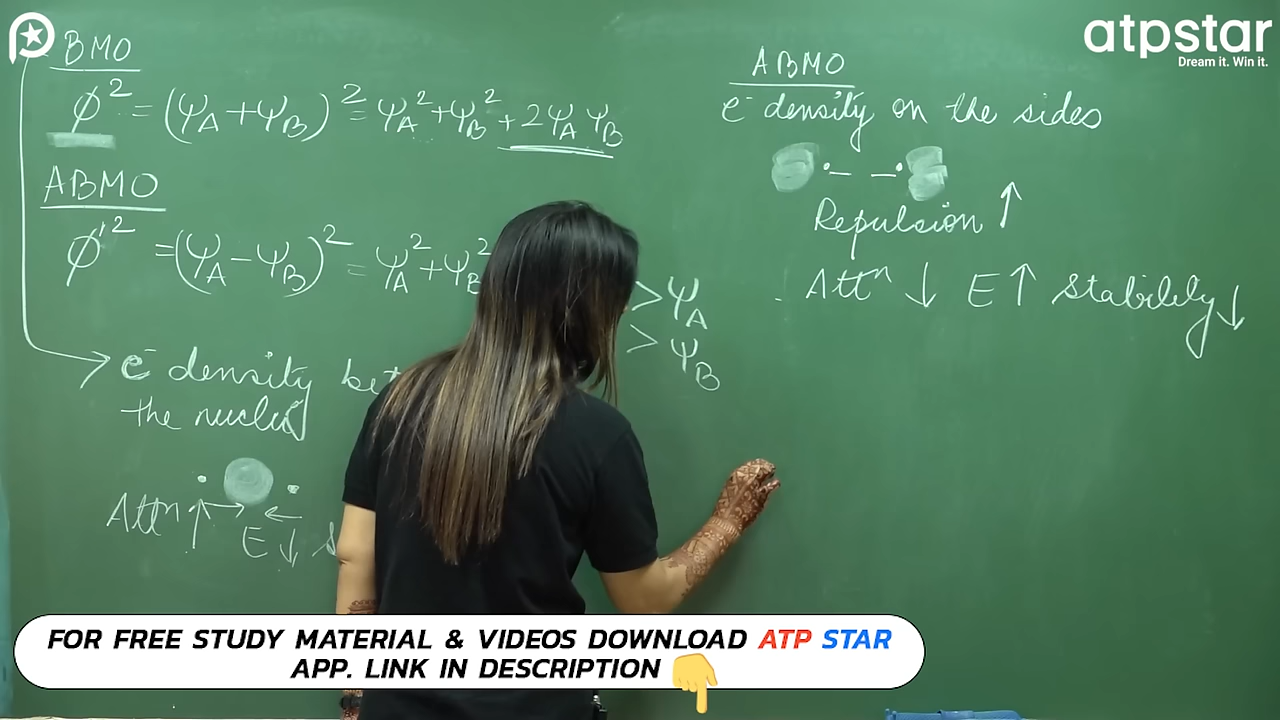 BMO
ϕ² = (ψA + ψB)² = ψA² + ψB² + 2ψA ψB
ABMO
ϕ'² = (ψA − ψB)² = ψA² + ψB²
> ψA
> ψB
e⁻ density
the nuclei
Attⁿ ↑ → ←
E ↓
ABMO
e⁻ density on the sides
Repulsion ↑
Attⁿ ↓ E ↑ Stability ↓
atpstar
Dream it. Win it.
FOR FREE STUDY MATERIAL & VIDEOS DOWNLOAD ATP STAR
APP. LINK IN DESCRIPTION